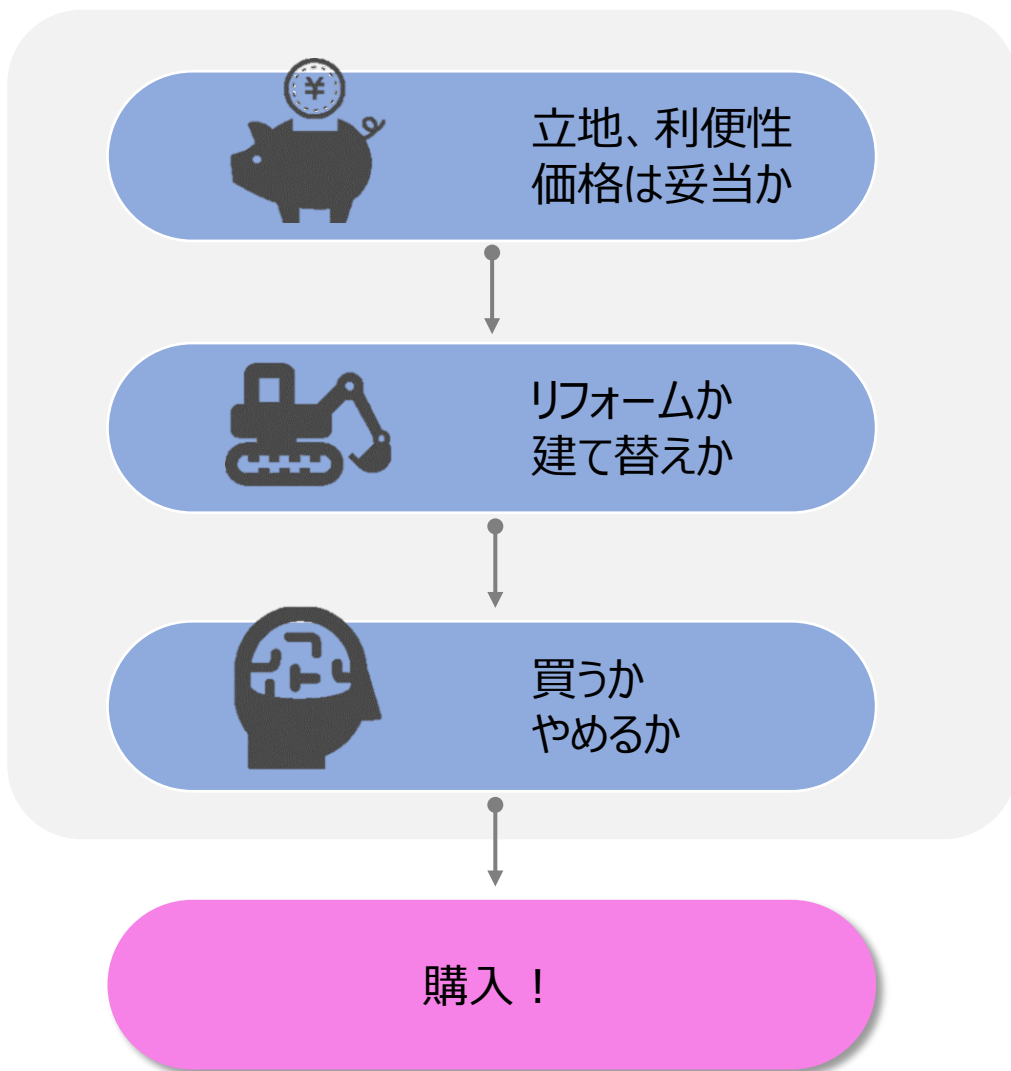 ¥
立地、利便性
価格は妥当か
リフォームか
建て替えか
買うか
やめるか
購入！